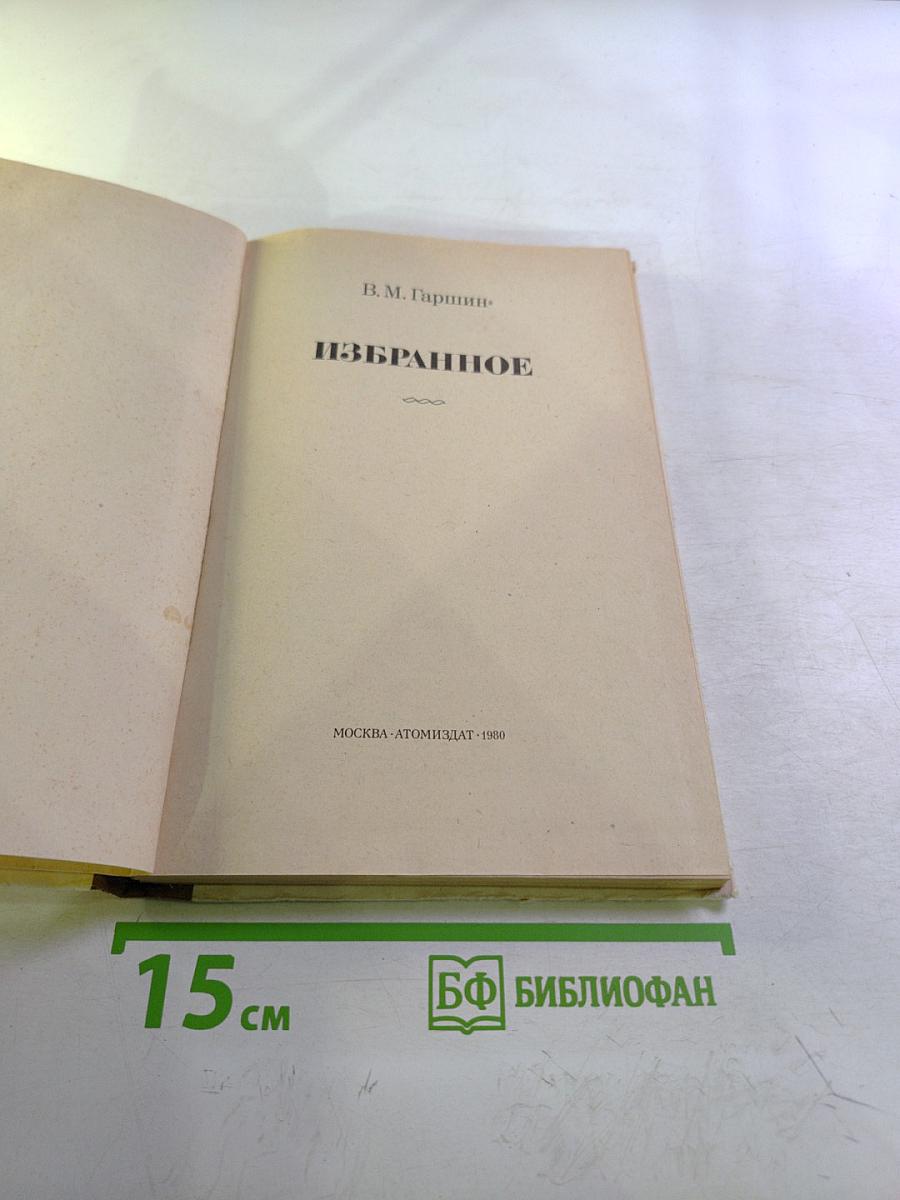 В. М. Гаршин
ИЗБРАННОЕ
МОСКВА · АТОМИЗДАТ · 1980
15 см
БФ БИБЛИОФАН